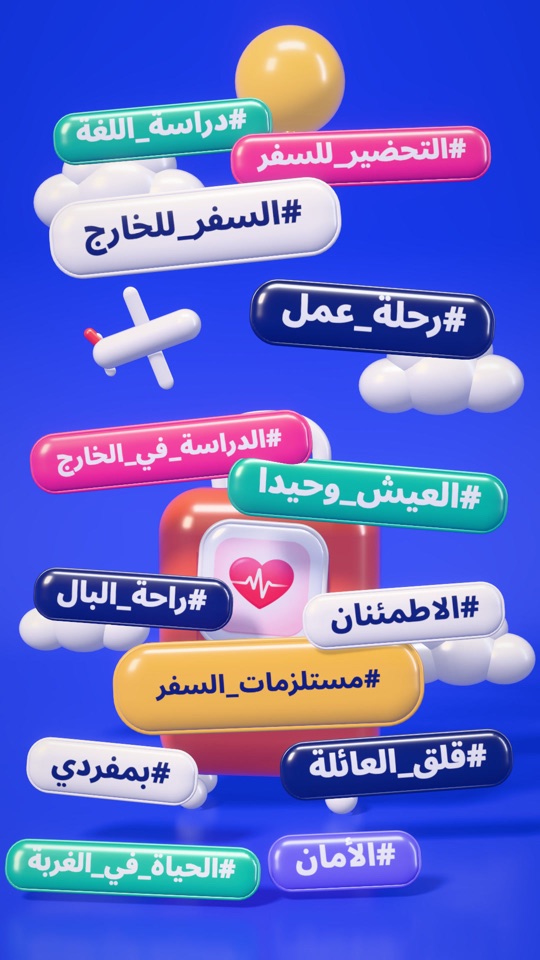 #دراسة_اللغة
#التحضير_للسفر
#السفر_للخارج
#رحلة_عمل
#الدراسة_في_الخارج
#العيش_وحيدا
#راحة_البال
#الاطمئنان
#مستلزمات_السفر
#قلق_العائلة
#بمفردي
#الأمان
#الحياة_في_الغربة